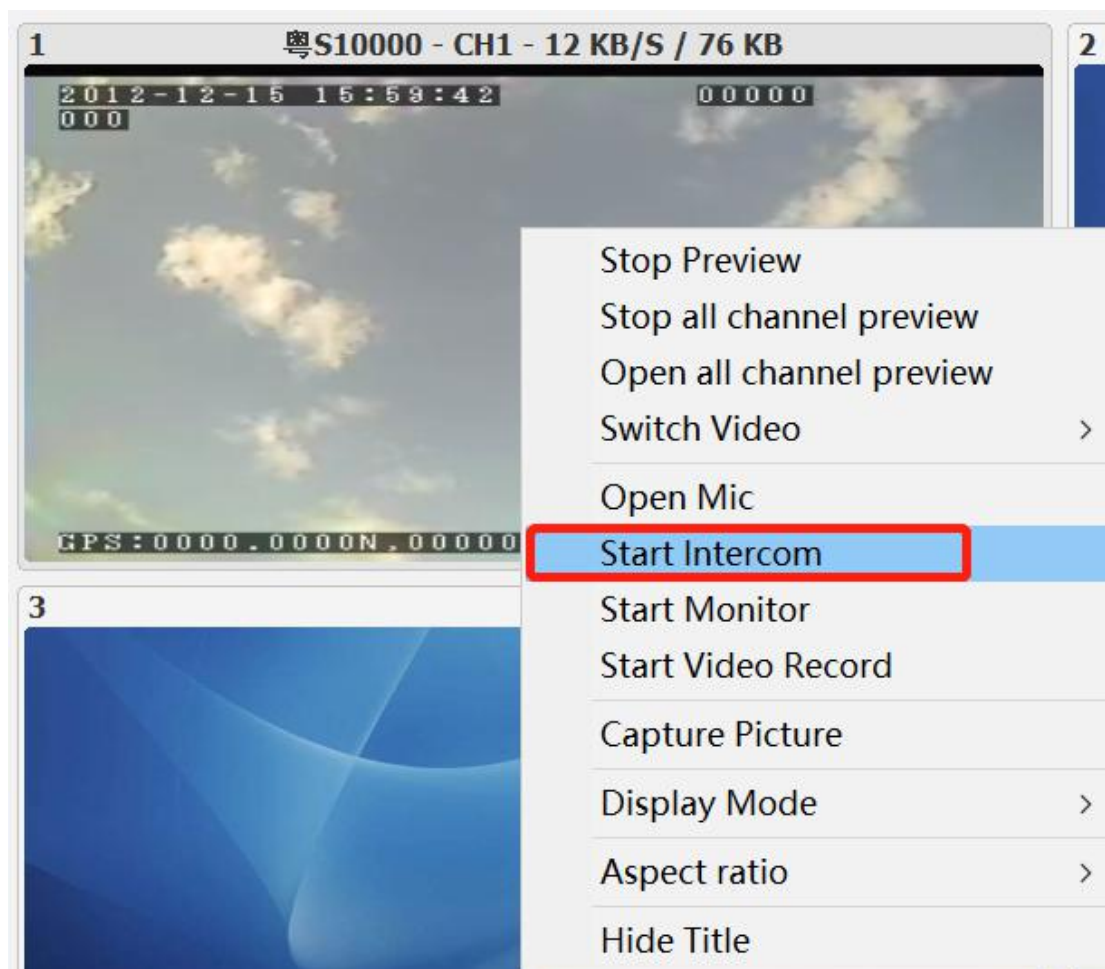 1
粤S10000 - CH1 - 12 KB/S / 76 KB
2
2012-12-15 15:59:42
00000
000
GPS:0000.0000N,00000
Stop Preview
Stop all channel preview
Open all channel preview
Switch Video
Open Mic
Start Intercom
Start Monitor
Start Video Record
Capture Picture
Display Mode
Aspect ratio
Hide Title
3